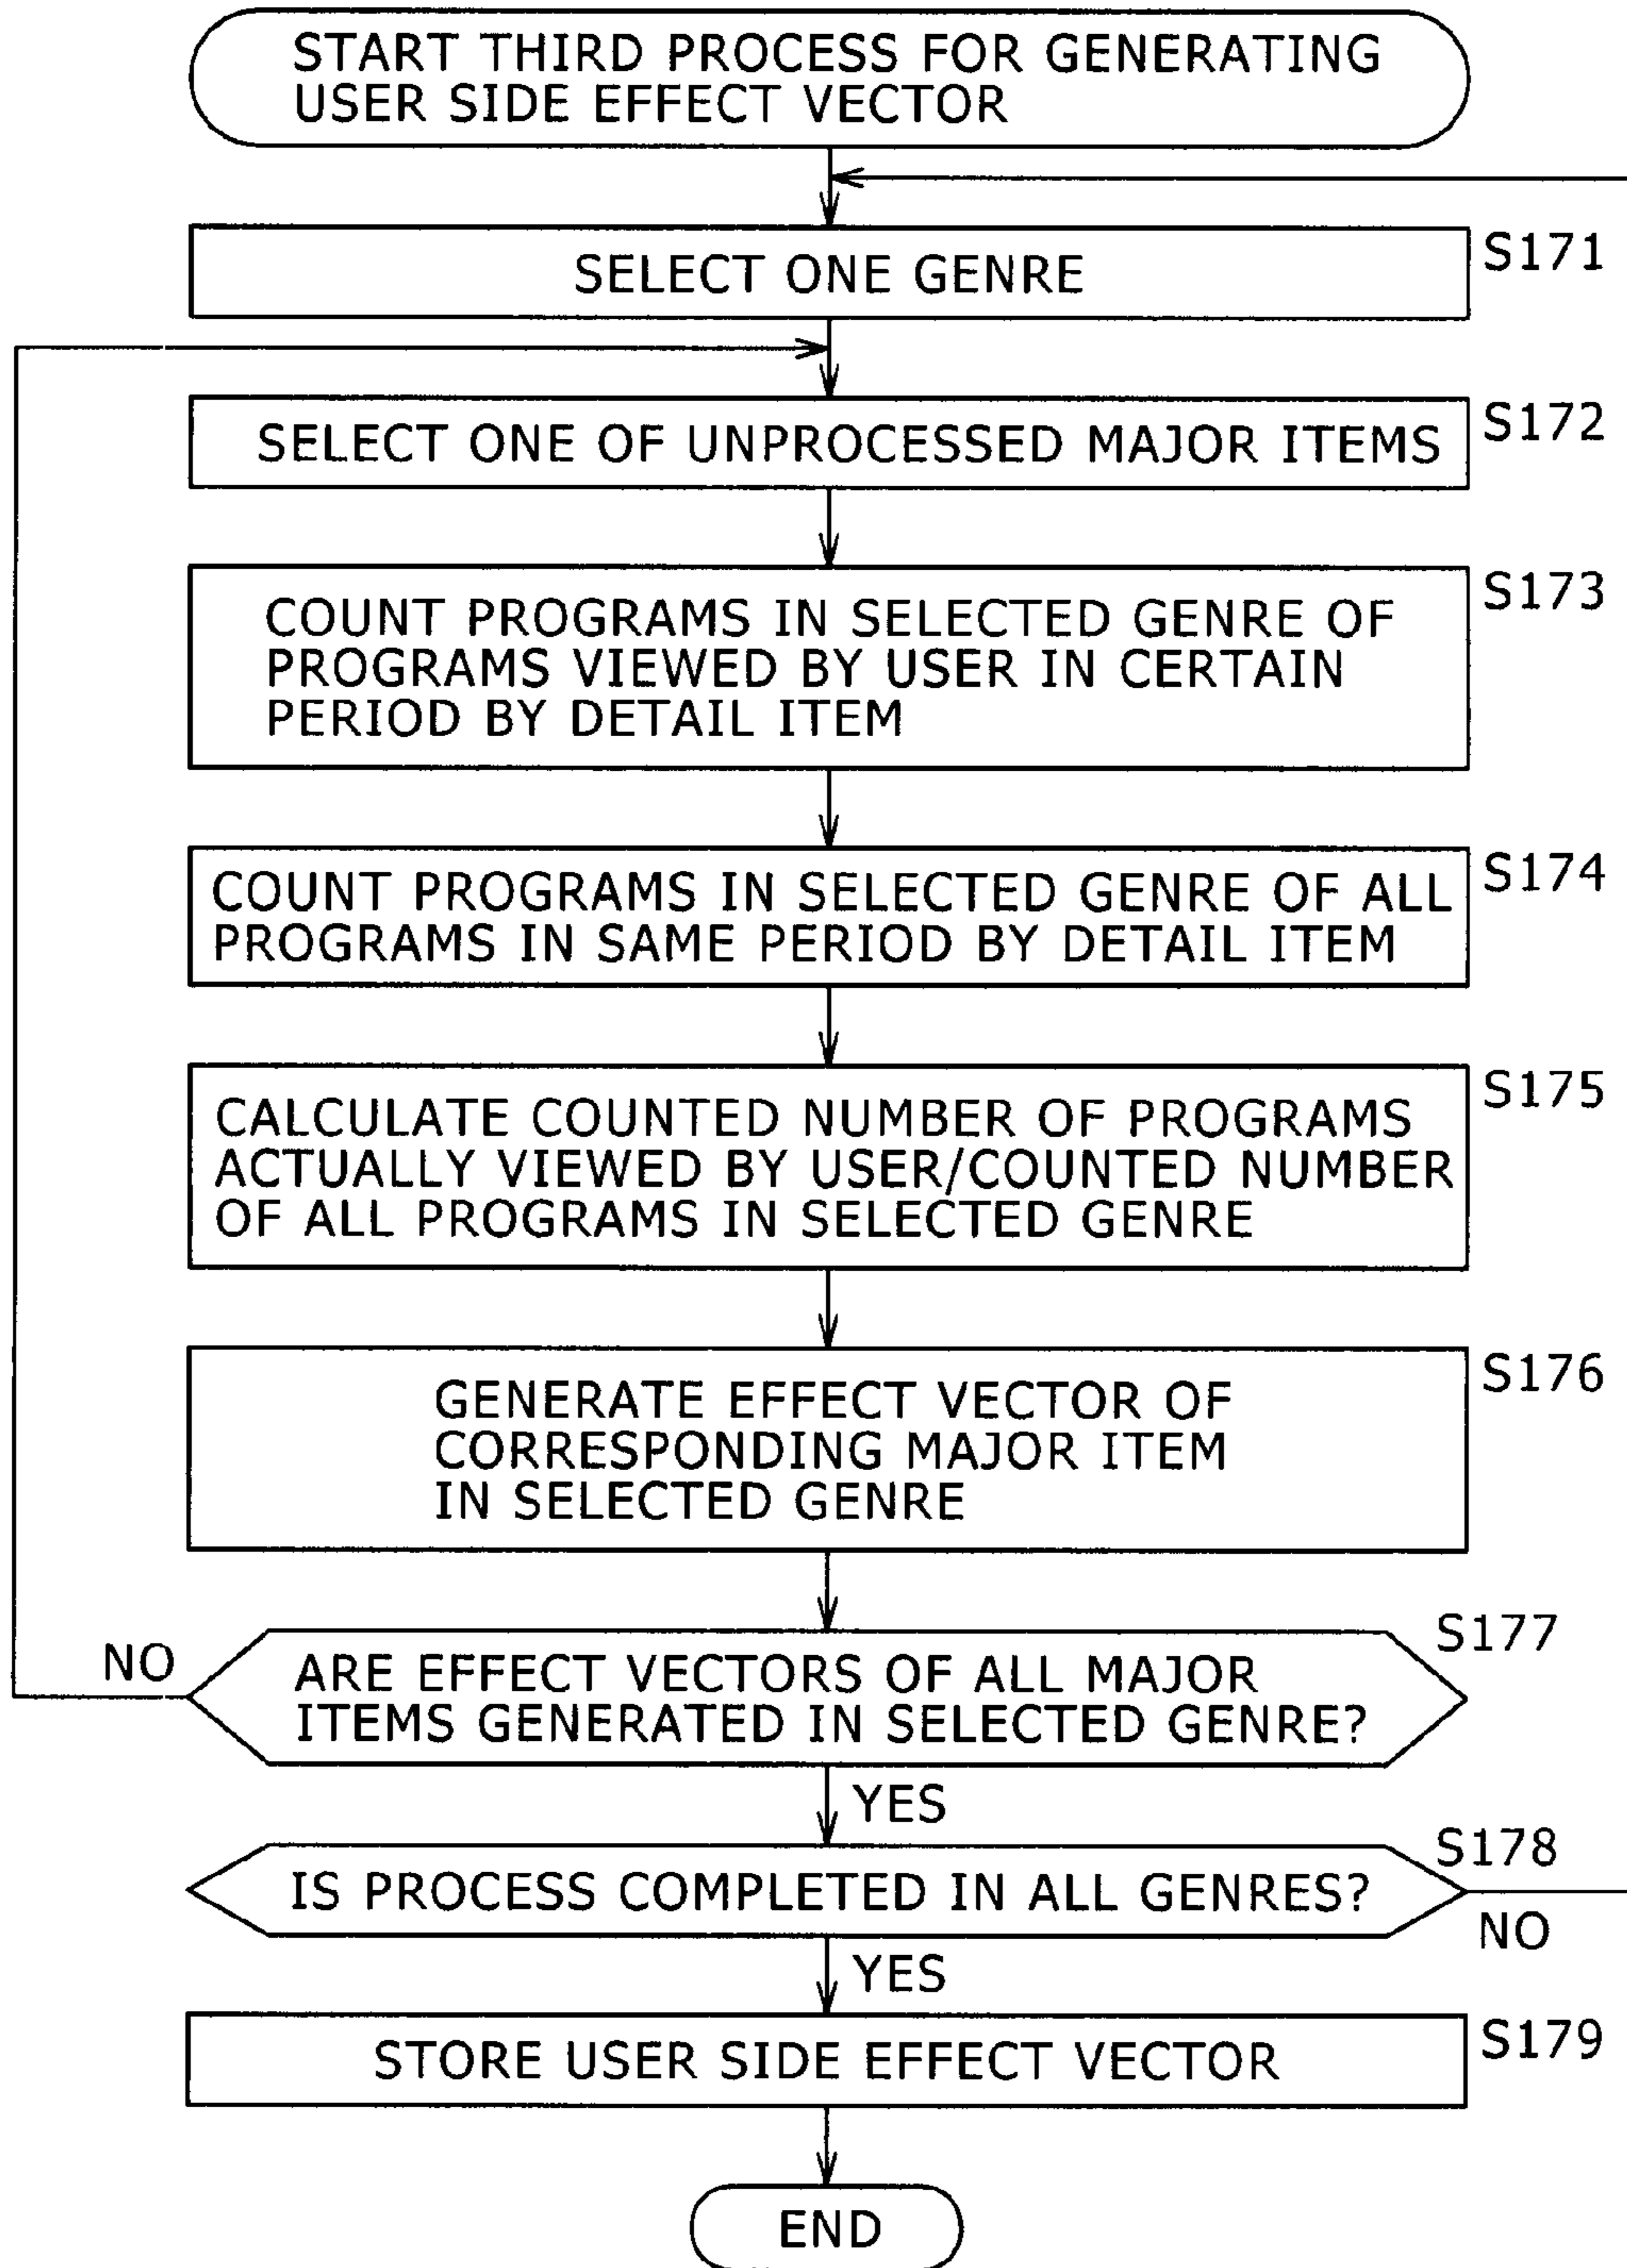 START THIRD PROCESS FOR GENERATING
USER SIDE EFFECT VECTOR
S171
SELECT ONE GENRE
S172
SELECT ONE OF UNPROCESSED MAJOR ITEMS
S173
COUNT PROGRAMS IN SELECTED GENRE OF
PROGRAMS VIEWED BY USER IN CERTAIN
PERIOD BY DETAIL ITEM
S174
COUNT PROGRAMS IN SELECTED GENRE OF ALL
PROGRAMS IN SAME PERIOD BY DETAIL ITEM
S175
CALCULATE COUNTED NUMBER OF PROGRAMS
ACTUALLY VIEWED BY USER/COUNTED NUMBER
OF ALL PROGRAMS IN SELECTED GENRE
S176
GENERATE EFFECT VECTOR OF
CORRESPONDING MAJOR ITEM
IN SELECTED GENRE
S177
NO
ARE EFFECT VECTORS OF ALL MAJOR
ITEMS GENERATED IN SELECTED GENRE?
YES
S178
IS PROCESS COMPLETED IN ALL GENRES?
NO
YES
S179
STORE USER SIDE EFFECT VECTOR
END